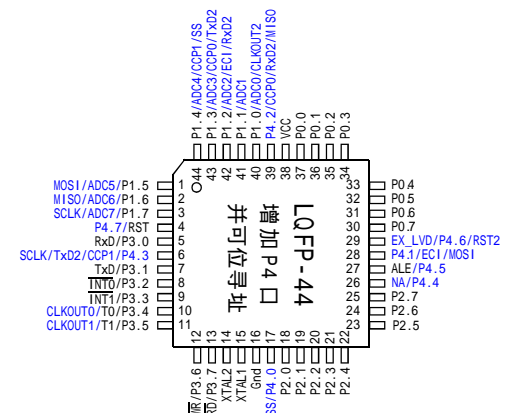 P1.4/ADC4/CCP1/SS
P1.3/ADC3/CCP0/TxD2
P1.2/ADC2/ECI/RxD2
P1.1/ADC1
P1.0/ADC0/CLKOUT2
P4.2/CCP0/RxD2/MISO
VCC
P0.0
P0.1
P0.2
P0.3
44 43 42 41 40 39 38 37 36 35 34
MOSI/ADC5/P1.5 1
MISO/ADC6/P1.6 2
SCLK/ADC7/P1.7 3
P4.7/RST 4
RxD/P3.0 5
SCLK/TxD2/CCP1/P4.3 6
TxD/P3.1 7
INT0/P3.2 8
INT1/P3.3 9
CLKOUT0/T0/P3.4 10
CLKOUT1/T1/P3.5 11
LQFP-44
增加P4口
并可位寻址
33 P0.4
32 P0.5
31 P0.6
30 P0.7
29 EX_LVD/P4.6/RST2
28 P4.1/ECI/MOSI
27 ALE/P4.5
26 NA/P4.4
25 P2.7
24 P2.6
23 P2.5
12 13 14 15 16 17 18 19 20 21 22
WR/P3.6
RD/P3.7
XTAL2
XTAL1
Gnd
SS/P4.0
P2.0
P2.1
P2.2
P2.3
P2.4